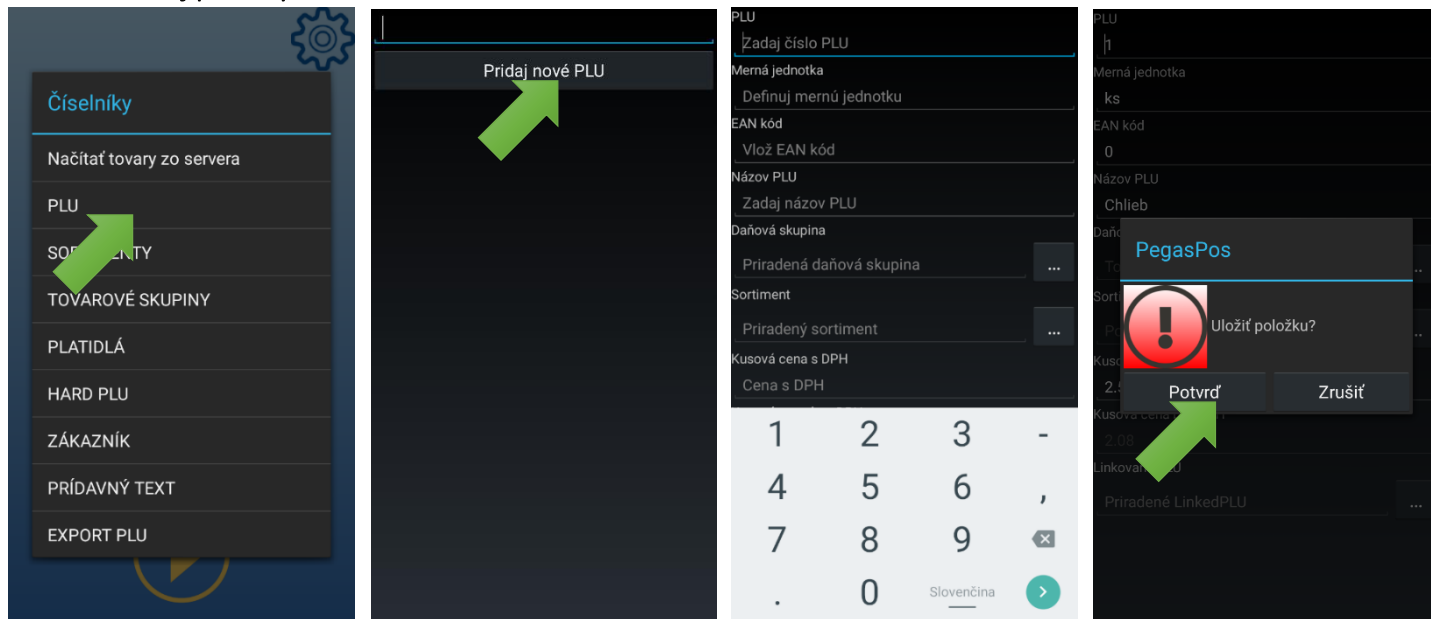 Číselníky
Načítať tovary zo servera
PLU
TOVAROVÉ SKUPINY
PLATIDLÁ
HARD PLU
ZÁKAZNÍK
PRÍDAVNÝ TEXT
EXPORT PLU
Pridaj nové PLU
PLU
Zadaj číslo PLU
Merná jednotka
Definuj mernú jednotku
EAN kód
Vlož EAN kód
Názov PLU
Zadaj názov PLU
Daňová skupina
Priradená daňová skupina ...
Sortiment
Priradený sortiment ...
Kusová cena s DPH
Cena s DPH
1 2 3 -
4 5 6 ,
7 8 9
. 0 Slovenčina
PLU
1
Merná jednotka
ks
EAN kód
0
Názov PLU
Chlieb
PegasPos
Uložiť položku?
Potvrď Zrušiť
Kusová cena
2.08
PLU
Priradené LinkedPLU ...